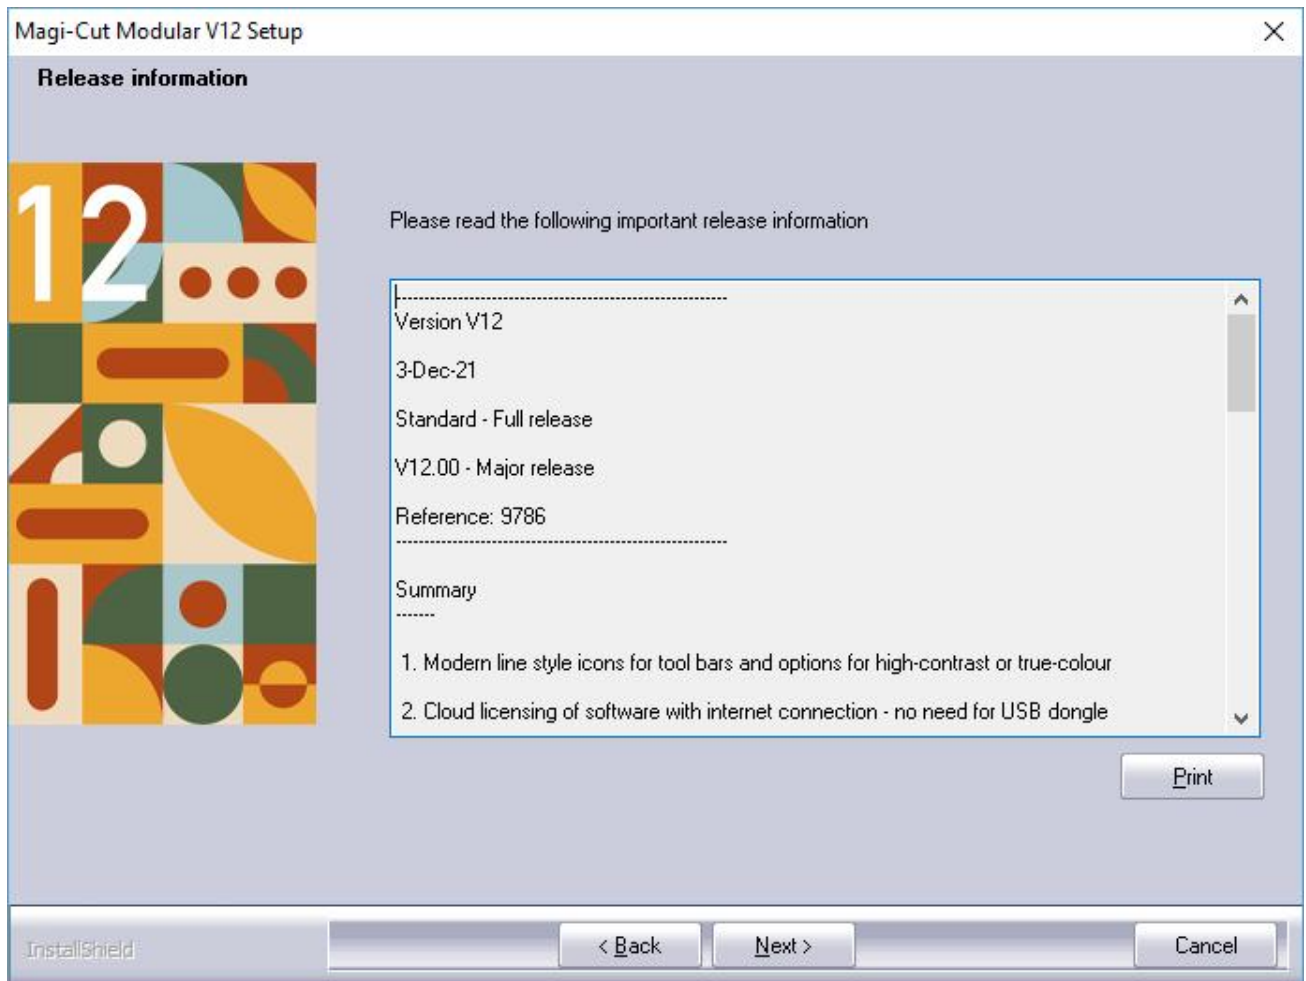 Magi-Cut Modular V12 Setup
Release information
12
Please read the following important release information
--------------------------------------------------------
Version V12
3-Dec-21
Standard - Full release
V12.00 - Major release
Reference: 9786
--------------------------------------------------------
Summary
-------
1. Modern line style icons for tool bars and options for high-contrast or true-colour
2. Cloud licensing of software with internet connection - no need for USB dongle
Print
InstallShield
< Back
Next >
Cancel